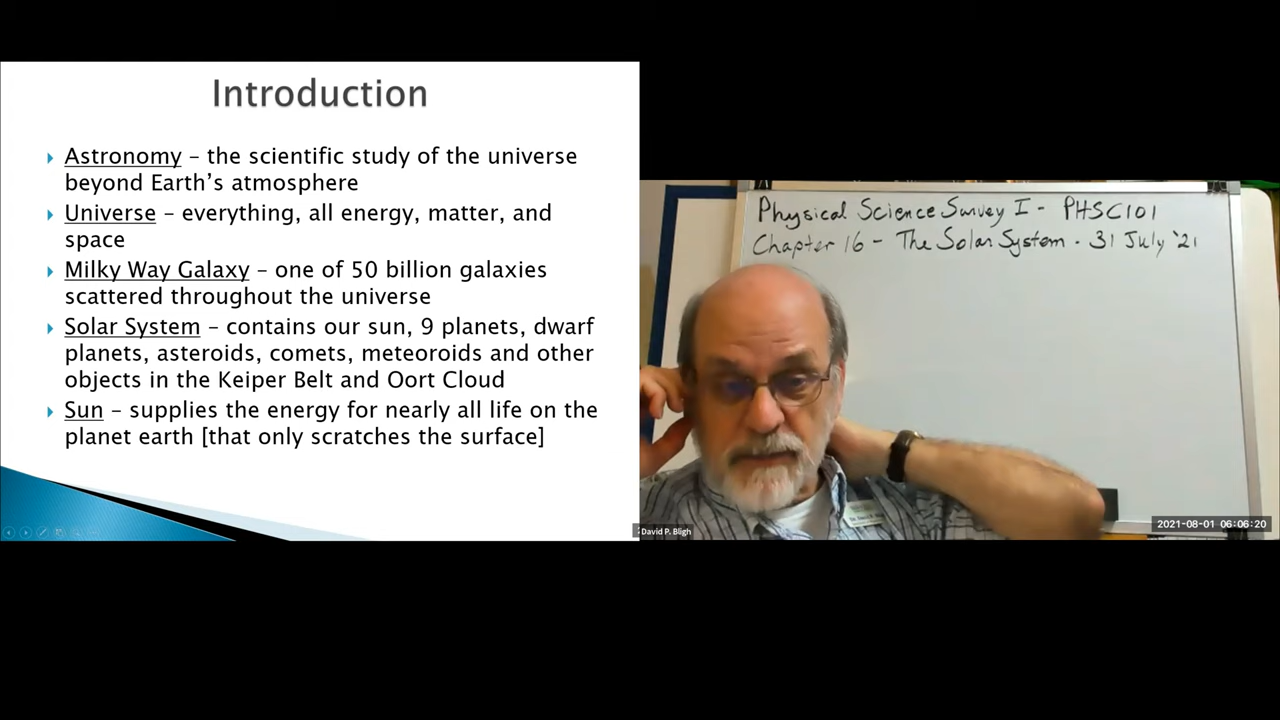 Introduction
Astronomy – the scientific study of the universe
beyond Earth's atmosphere
Universe – everything, all energy, matter, and
space
Milky Way Galaxy – one of 50 billion galaxies
scattered throughout the universe
Solar System – contains our sun, 9 planets, dwarf
planets, asteroids, comets, meteoroids and other
objects in the Keiper Belt and Oort Cloud
Sun – supplies the energy for nearly all life on the
planet earth [that only scratches the surface]
Physical Science Survey I - PHSC101
Chapter 16 - The Solar System - 31 July '21
David P. Bligh
2021-08-01 06:06:20